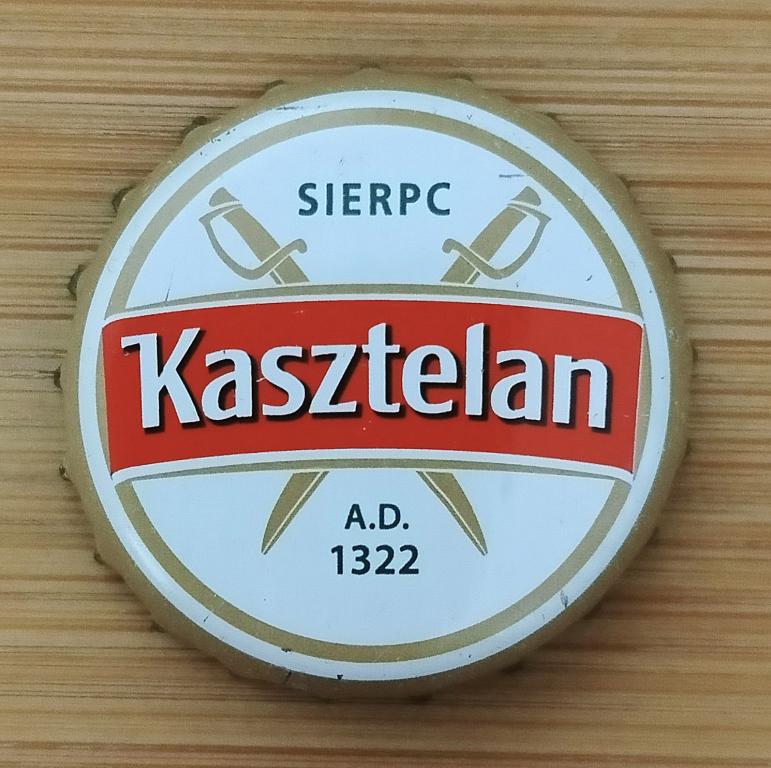 SIERPC
Kasztelan
A.D.
1322